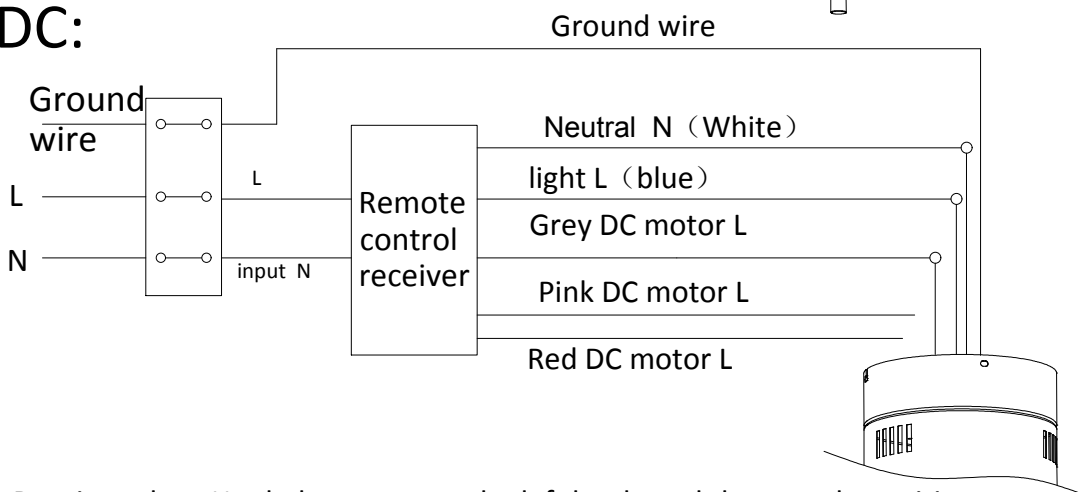 DC:
Ground wire
Ground
wire
Neutral N（White）
L
light L（blue）
L
Remote
control
receiver
Grey DC motor L
N
input N
Pink DC motor L
Red DC motor L